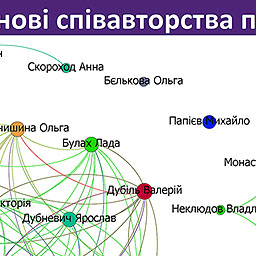 нові співавторства п
Скороход Анна
Бєлькова Ольга
Папієв Михайло
нишина Ольга
Булах Лада
Монас
Дубіль Валерій
кторія
Неклюдов Владл
Дубневич Ярослав